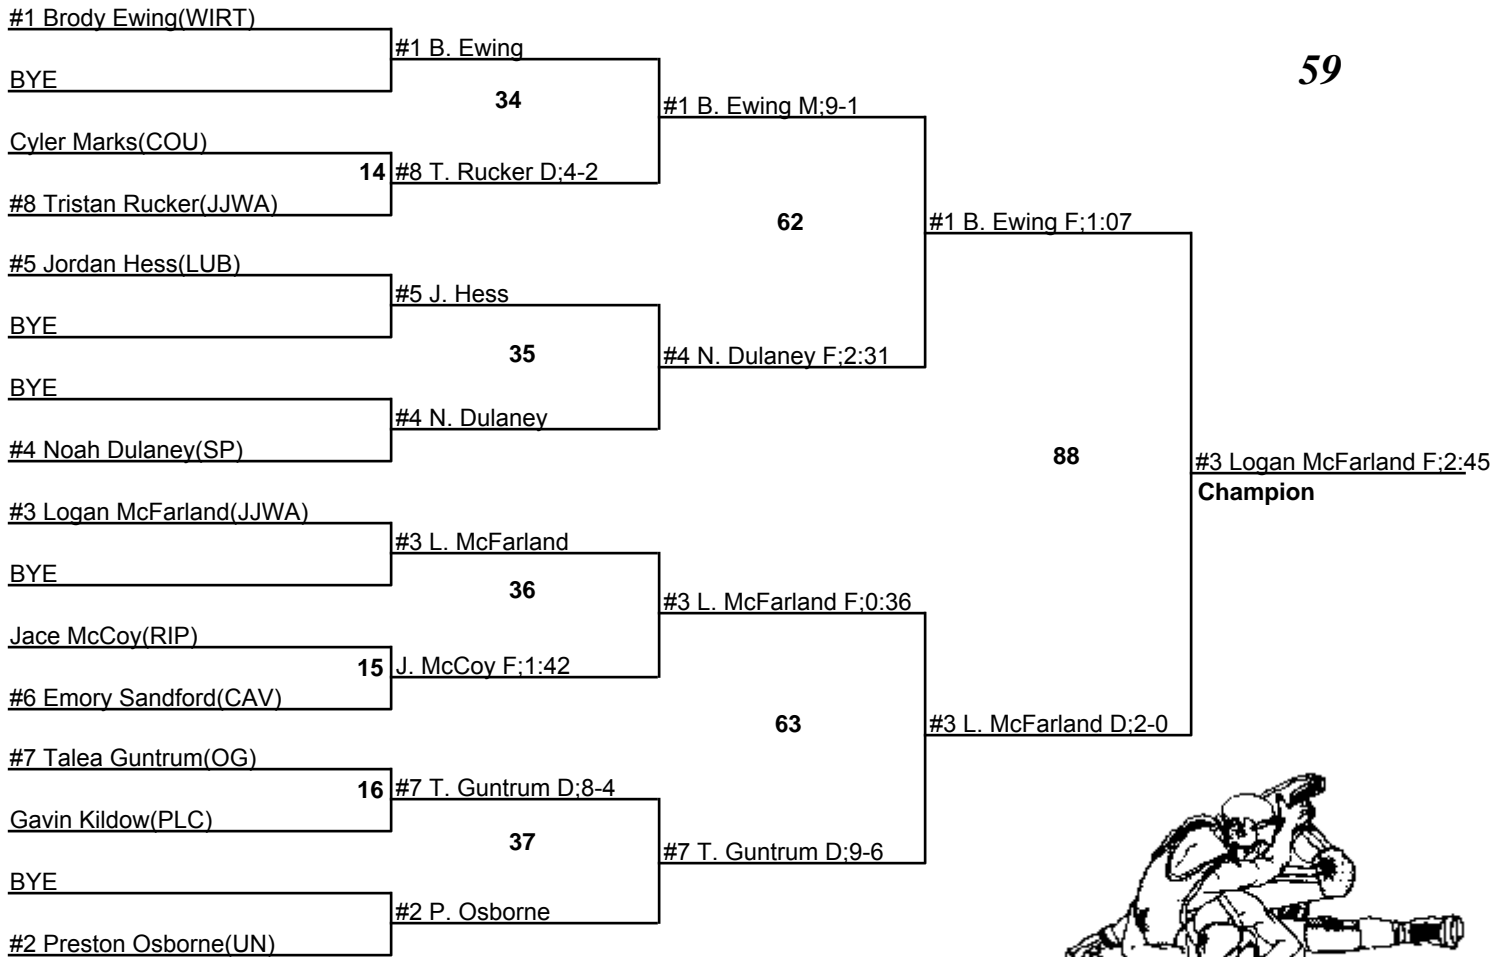 #1 Brody Ewing(WIRT)
BYE
Cyler Marks(COU)
#8 Tristan Rucker(JJWA)
#5 Jordan Hess(LUB)
BYE
BYE
#4 Noah Dulaney(SP)
#3 Logan McFarland(JJWA)
BYE
Jace McCoy(RIP)
#6 Emory Sandford(CAV)
#7 Talea Guntrum(OG)
Gavin Kildow(PLC)
BYE
#2 Preston Osborne(UN)
#1 B. Ewing
14 #8 T. Rucker D;4-2
#5 J. Hess
#4 N. Dulaney
#3 L. McFarland
15 J. McCoy F;1:42
16 #7 T. Guntrum D;8-4
#2 P. Osborne
34
35
36
37
#1 B. Ewing M;9-1
#4 N. Dulaney F;2:31
#3 L. McFarland F;0:36
#7 T. Guntrum D;9-6
62
63
#1 B. Ewing F;1:07
#3 L. McFarland D;2-0
88
#3 Logan McFarland F;2:45
Champion
59